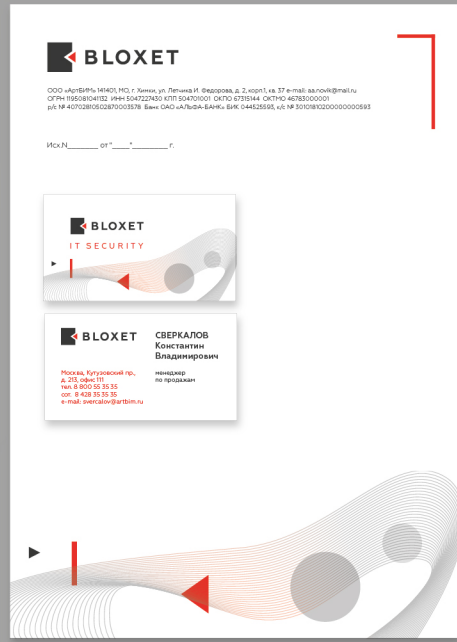 BLOXET
ООО «АртБИМ» 141401, МО, г. Химки, ул. Летчика И. Федорова, д. 2, корп.1, кв. 37 e-mail: aa.novik@mail.ru
ОГРН 1195081041132 ИНН 5047227430 КПП 504701001 ОКПО 67315144 ОКТМО 46783000001
р/с № 40702810502870003578 Банк ОАО «АЛЬФА-БАНК» БИК 044525593, к/с № 30101810200000000593
Исх.N________ от "____"_________ г.
BLOXET
IT SECURITY
BLOXET
СВЕРКАЛОВ
Константин
Владимирович
менеджер
по продажам
Москва, Кутузовский пр.,
д. 213, офис 111
тел. 8 800 55 35 35
сот. 8 428 35 35 35
e-mail: svercalov@artbim.ru